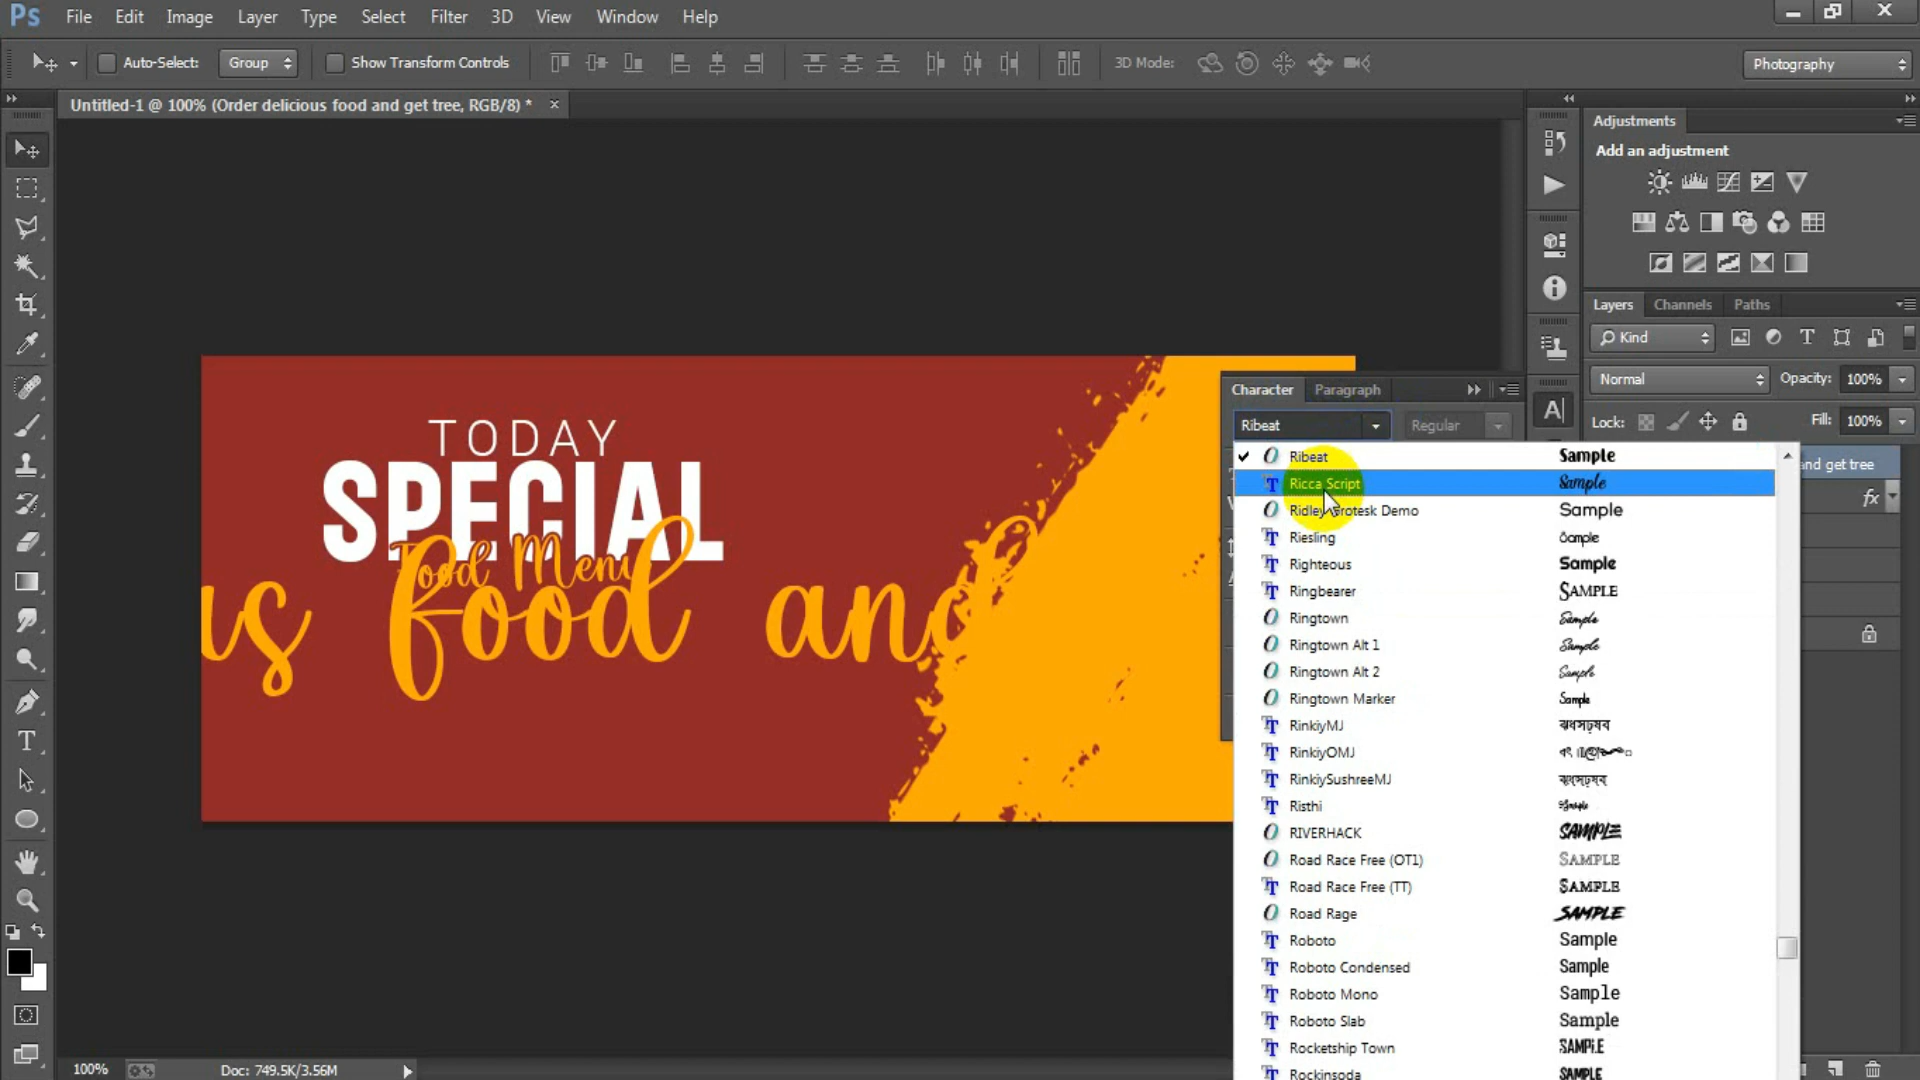 Ps File Edit Image Layer Type Select Filter 3D View Window Help
Auto-Select: Group Show Transform Controls 3D Mode: Photography
Untitled-1 @ 100% (Order delicious food and get tree, RGB/8) *
Adjustments
Add an adjustment
Layers Channels Paths
Kind
Normal Opacity: 100%
Lock: Fill: 100%
and get tree
fx
TODAY
SPECIAL
Food Menu
us food and
Character Paragraph
Ribeat Regular
Ribeat Sample
Ricca Script Sample
Ridley Grotesk Demo Sample
Riesling Sample
Righteous Sample
Ringbearer SAMPLE
Ringtown Sample
Ringtown Alt 1 Sample
Ringtown Alt 2 Sample
Ringtown Marker Sample
RinkiyMJ
RinkiyOMJ
RinkiySushreeMJ
Risthi Sample
RIVERHACK SAMPLE
Road Race Free (OT1) SAMPLE
Road Race Free (TT) SAMPLE
Road Rage SAMPLE
Roboto Sample
Roboto Condensed Sample
Roboto Mono Sample
Roboto Slab Sample
Rocketship Town SAMPLE
Rockinsoda SAMPLE
100% Doc: 749.5K/3.56M